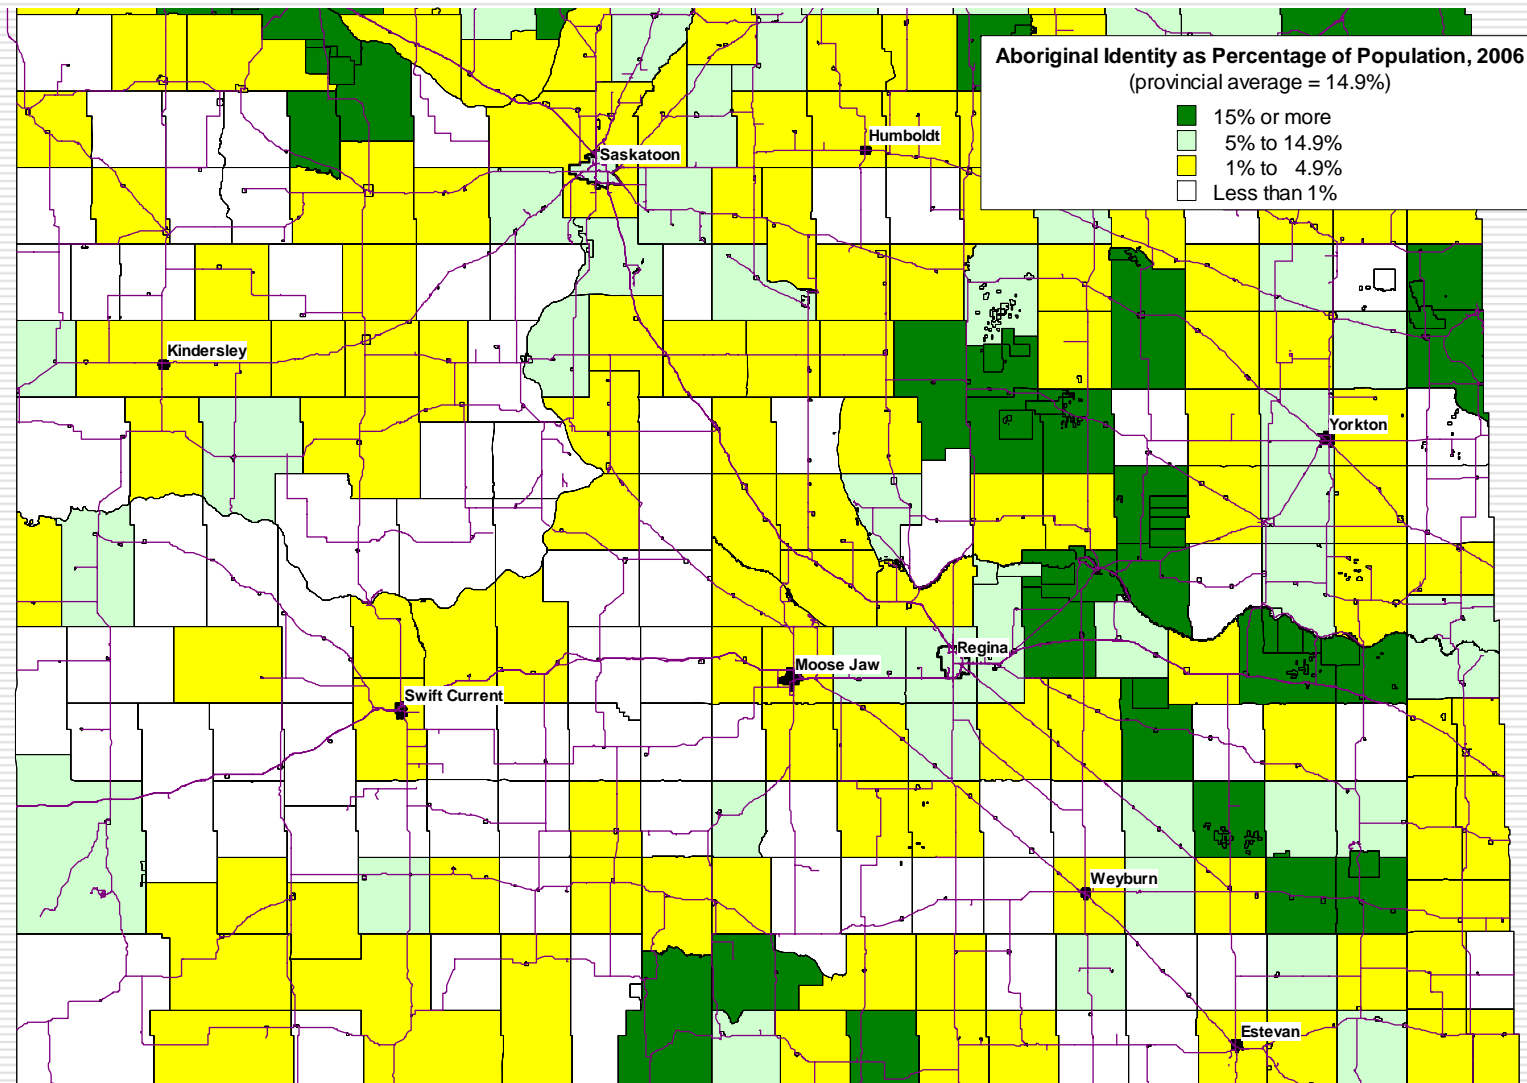 Aboriginal Identity as Percentage of Population, 2006
(provincial average = 14.9%)
15% or more
5% to 14.9%
1% to 4.9%
Less than 1%
Humboldt
Saskatoon
Kindersley
Yorkton
Regina
Moose Jaw
Swift Current
Weyburn
Estevan